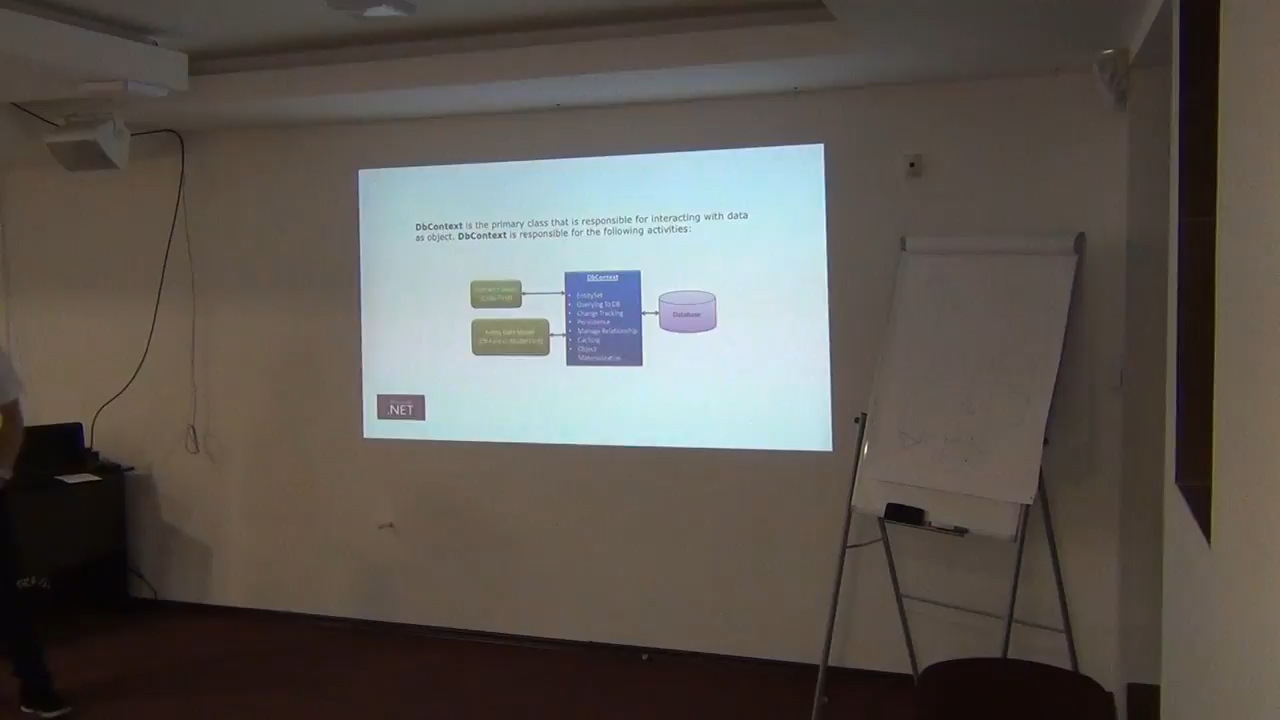 DbContext is the primary class that is responsible for interacting with data
as object. DbContext is responsible for the following activities:
DbContext
• EntitySet
• Querying To DB
• Change Tracking
• Persistence
• Manage Relationship
• Caching
• Object
Materialization
Database
.NET